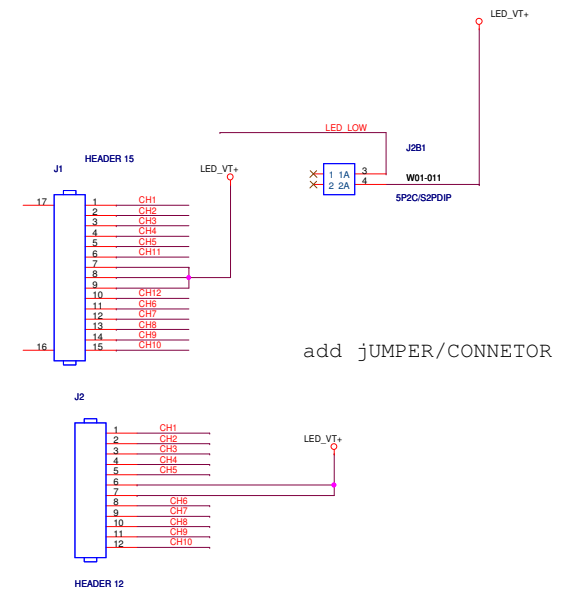 LED_VT+
LED_LOW
J2B1
1 1A 3 W01-011
2 2A 4
5P2C/S2PDIP
HEADER 15
J1
LED_VT+
17 1 CH1
2 CH2
3 CH3
4 CH4
5 CH5
6 CH11
7
8
9
10 CH12
11 CH6
12 CH7
13 CH8
14 CH9
16 15 CH10
add jUMPER/CONNETOR
J2
LED_VT+
1 CH1
2 CH2
3 CH3
4 CH4
5 CH5
6
7
8 CH6
9 CH7
10 CH8
11 CH9
12 CH10
HEADER 12